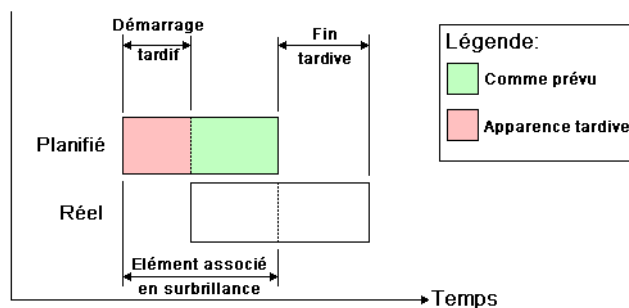 Démarrage
tardif
Fin
tardive
Légende:
Comme prévu
Apparence tardive
Planifié
Réel
Elément associé
en surbrillance
Temps